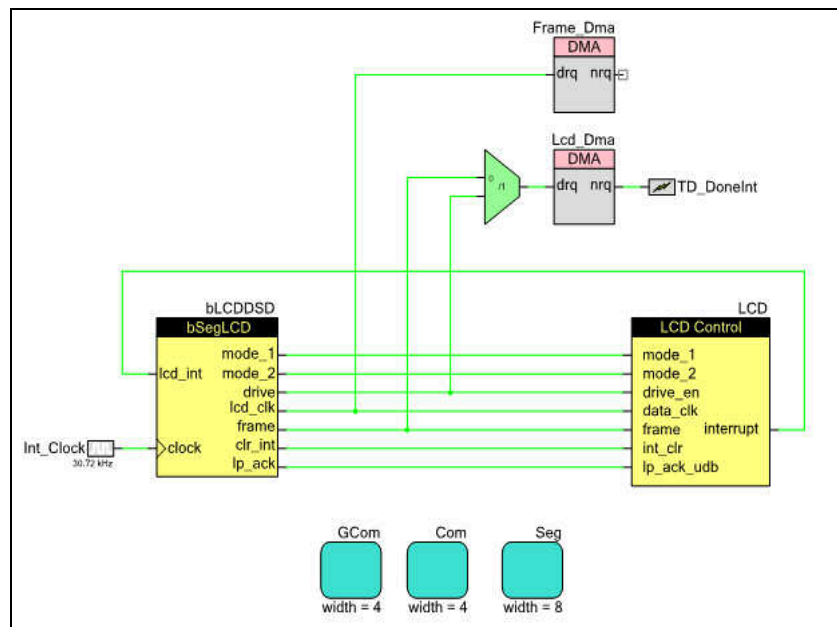 Frame_Dma
DMA
drq nrq
Lcd_Dma
DMA
0
/1
drq nrq
TD_DoneInt
bLCDDSD
bSegLCD
lcd_int
mode_1
mode_2
drive
lcd_clk
frame
clr_int
lp_ack
Int_Clock
30.72 kHz
clock
LCD
LCD Control
mode_1
mode_2
drive_en
data_clk
frame
interrupt
int_clr
lp_ack_udb
GCom
width = 4
Com
width = 4
Seg
width = 8